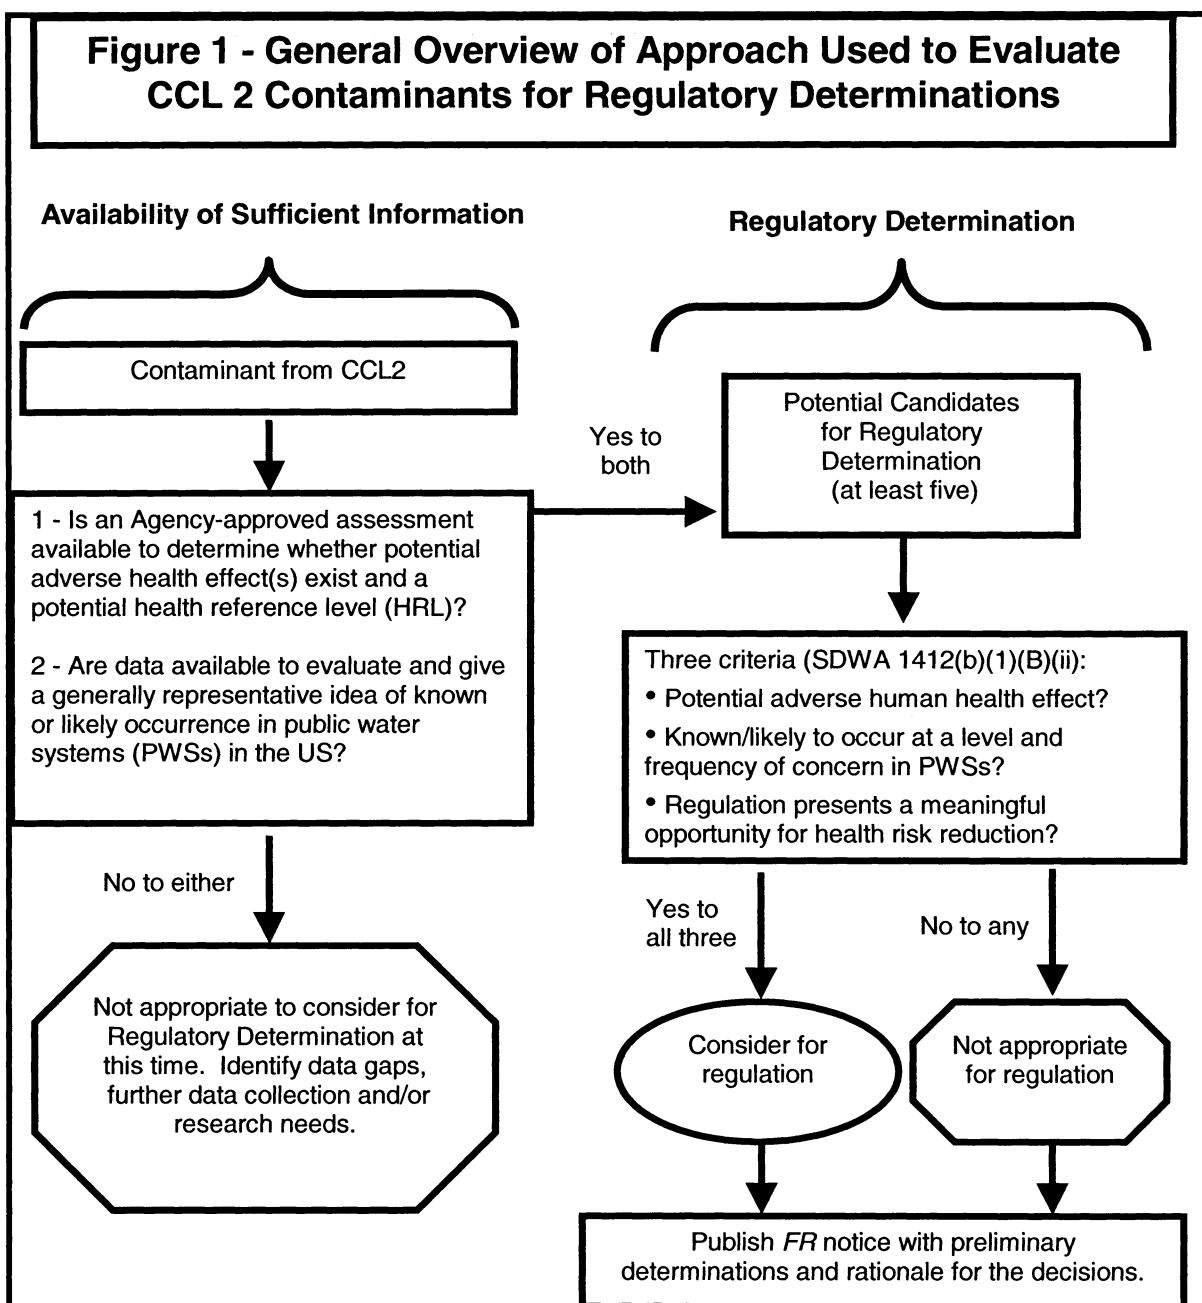 Figure 1 - General Overview of Approach Used to Evaluate
CCL 2 Contaminants for Regulatory Determinations
Availability of Sufficient Information
Contaminant from CCL2
1 - Is an Agency-approved assessment
available to determine whether potential
adverse health effect(s) exist and a
potential health reference level (HRL)?
2 - Are data available to evaluate and give
a generally representative idea of known
or likely occurrence in public water
systems (PWSs) in the US?
No to either
Not appropriate to consider for
Regulatory Determination at
this time. Identify data gaps,
further data collection and/or
research needs.
Yes to
both
Regulatory Determination
Potential Candidates
for Regulatory
Determination
(at least five)
Three criteria (SDWA 1412(b)(1)(B)(ii):
• Potential adverse human health effect?
• Known/likely to occur at a level and
frequency of concern in PWSs?
• Regulation presents a meaningful
opportunity for health risk reduction?
Yes to
all three
No to any
Consider for
regulation
Not appropriate
for regulation
Publish FR notice with preliminary
determinations and rationale for the decisions.